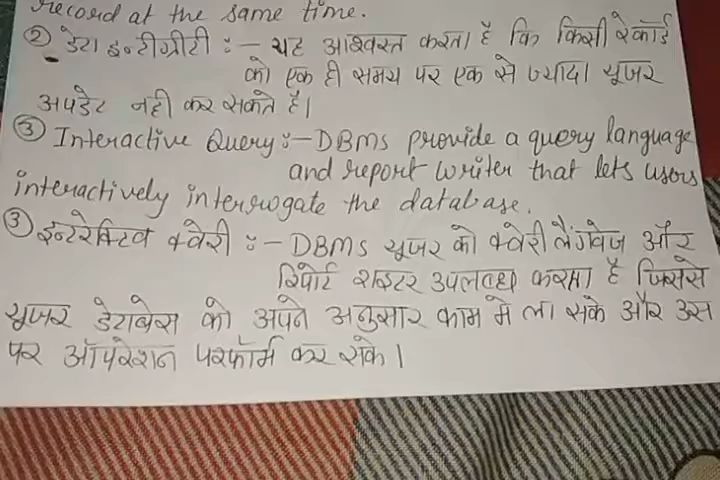 record at the same time.
② डेटा इन्टीग्रीटी :- यह आश्वस्त करता है कि किसी रेकॉर्ड
को एक ही समय पर एक से ज्यादा यूजर
अपडेट नही कर सकते है।
③ Interactive Query:- DBMS provide a query language
and report writer that lets users
interactively interrogate the database.
③ इन्टरेक्टिव क्वेरी :- DBMS यूजर को क्वेरी लैंगवेज और
रिपोर्ट राइटर उपलब्ध करता है जिससे
यूजर डेटाबेस को अपने अनुसार काम मे ला सके और उस
पर ऑपरेशन परफॉर्म कर सके।